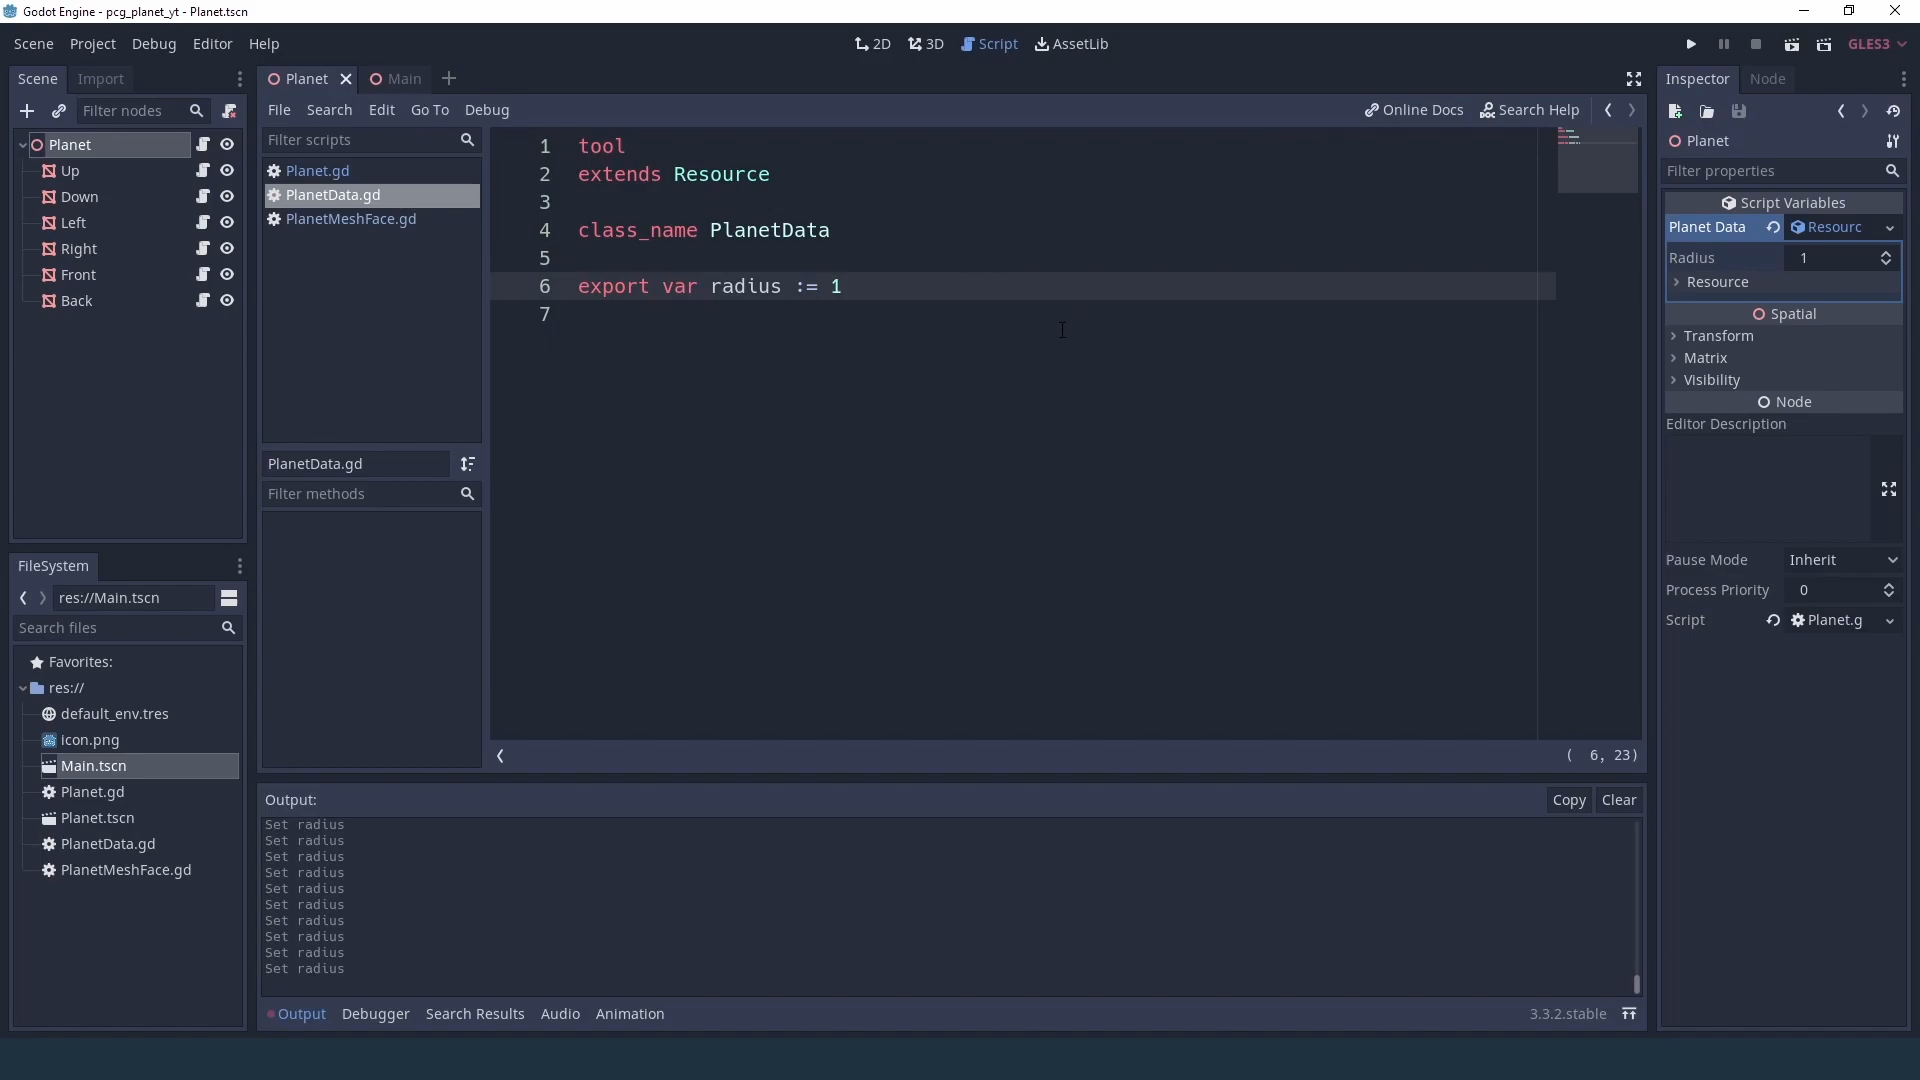 Godot Engine - pcg_planet_yt - Planet.tscn
Scene Project Debug Editor Help
2D 3D Script AssetLib
GLES3
Scene Import
Filter nodes
Planet
Up
Down
Left
Right
Front
Back
FileSystem
res://Main.tscn
Search files
Favorites:
res://
default_env.tres
icon.png
Main.tscn
Planet.gd
Planet.tscn
PlanetData.gd
PlanetMeshFace.gd
Planet Main
File Search Edit Go To Debug
Online Docs Search Help
Filter scripts
Planet.gd
PlanetData.gd
PlanetMeshFace.gd
PlanetData.gd
Filter methods
1 tool
2 extends Resource
3
4 class_name PlanetData
5
6 export var radius := 1
7
( 6, 23)
Output:
Copy Clear
Set radius
Set radius
Set radius
Set radius
Set radius
Set radius
Set radius
Set radius
Set radius
Set radius
Output Debugger Search Results Audio Animation
3.3.2.stable
Inspector Node
Planet
Filter properties
Script Variables
Planet Data Resourc
Radius 1
Resource
Spatial
Transform
Matrix
Visibility
Node
Editor Description
Pause Mode Inherit
Process Priority 0
Script Planet.g